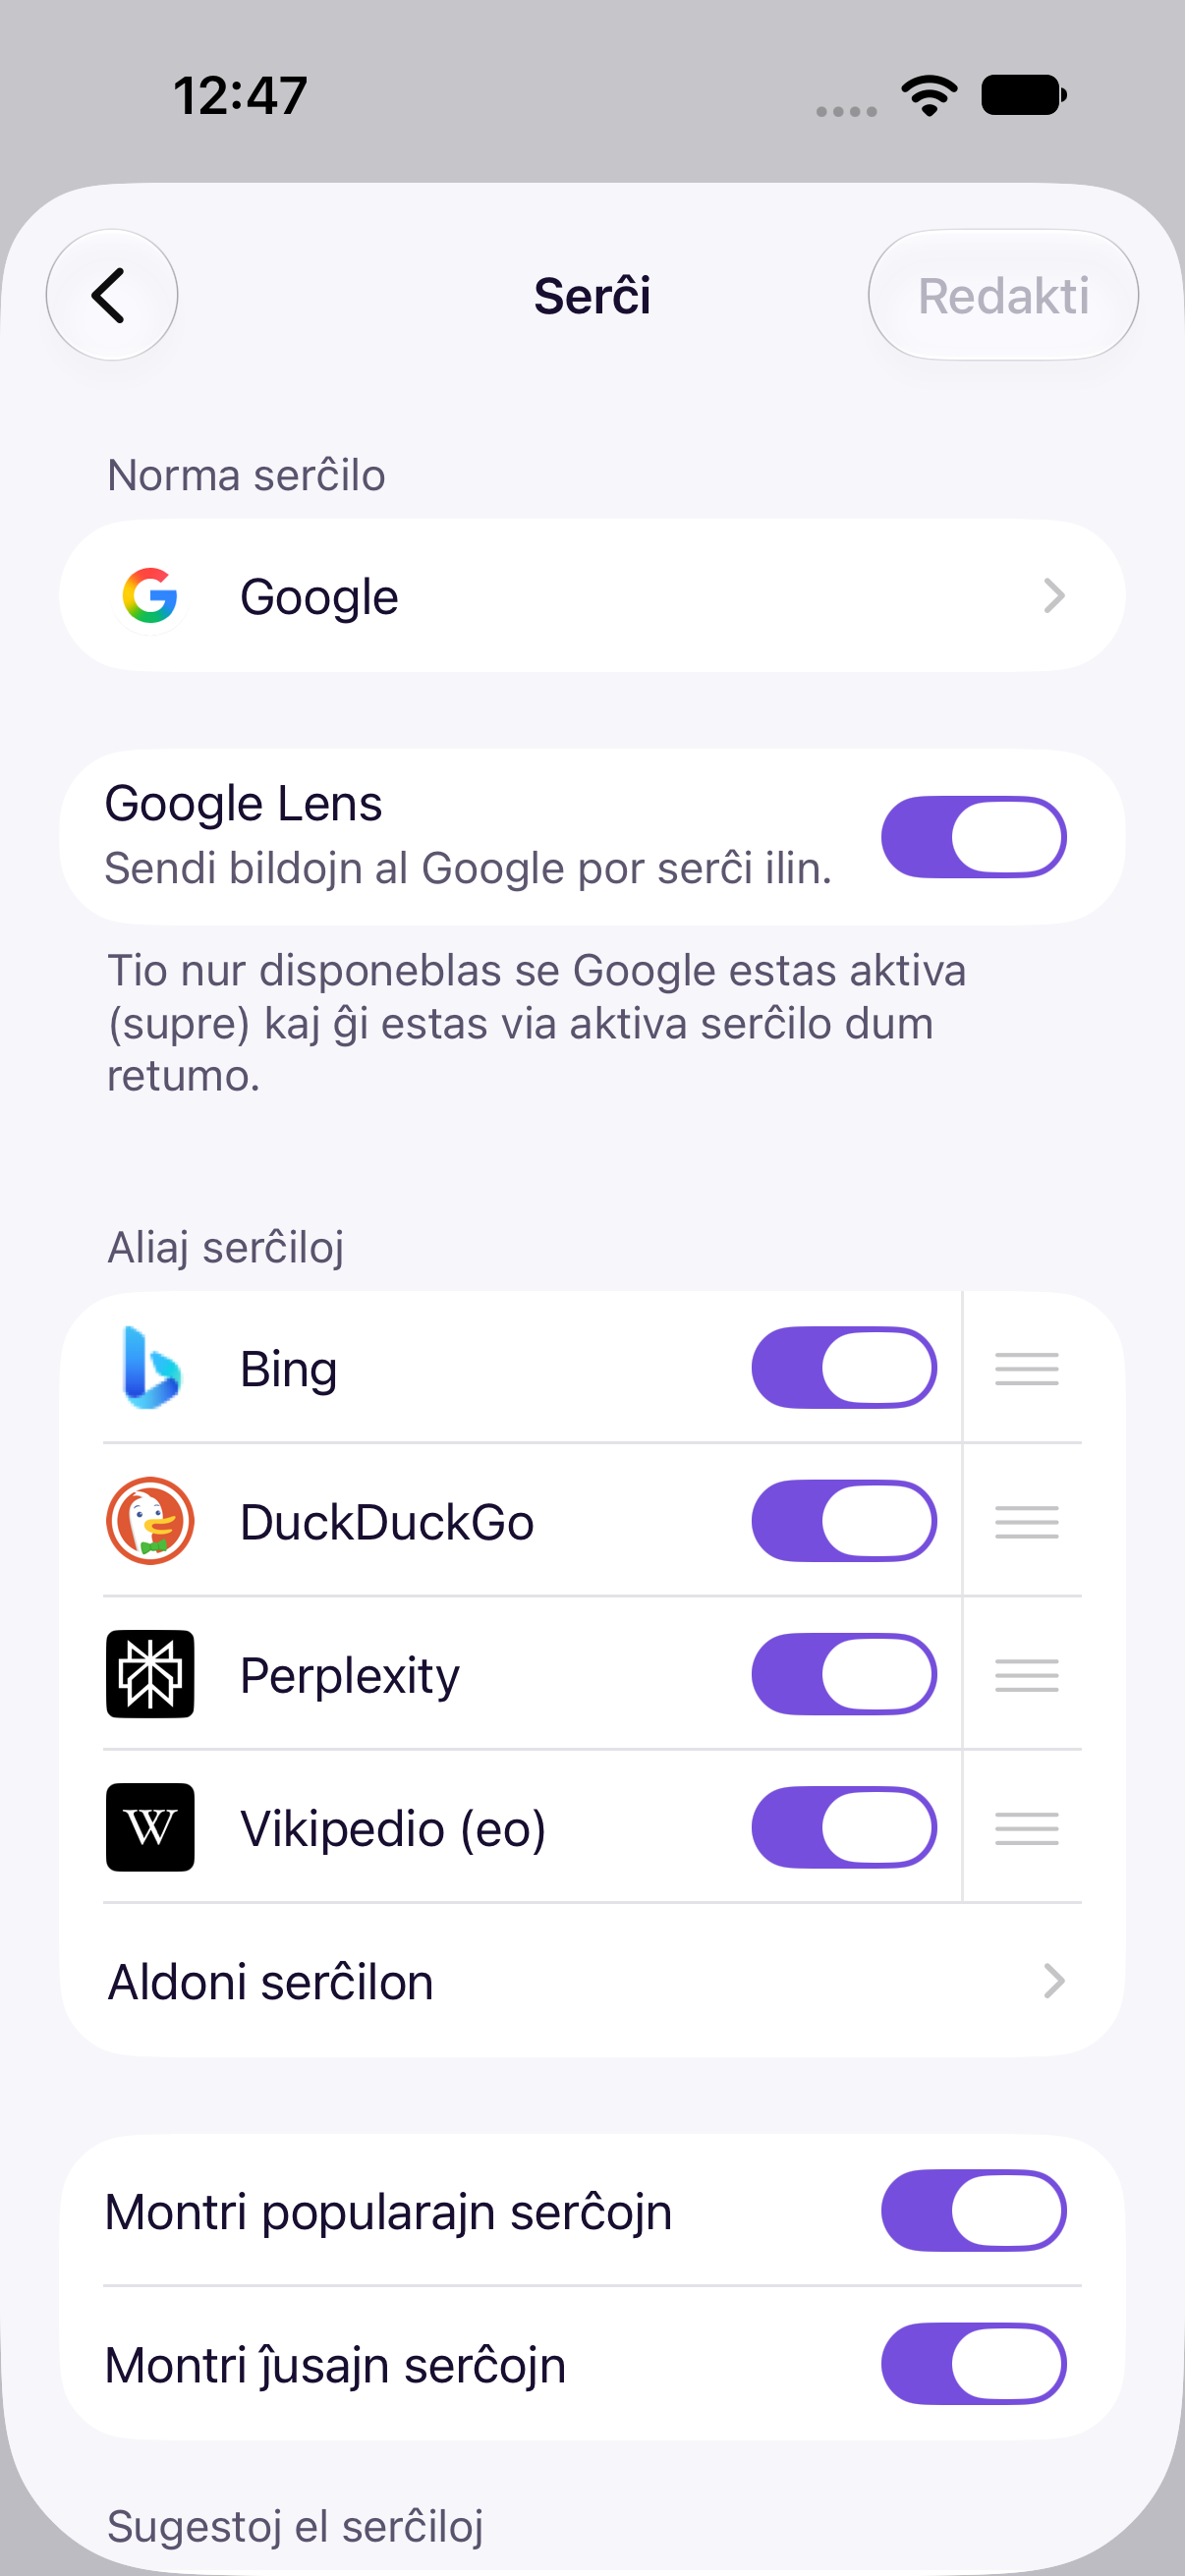 12:47
Serĉi
Redakti
Norma serĉilo
Google
Google Lens
Sendi bildojn al Google por serĉi ilin.
Tio nur disponeblas se Google estas aktiva
(supre) kaj ĝi estas via aktiva serĉilo dum
retumo.
Aliaj serĉiloj
Bing
DuckDuckGo
Perplexity
W
Vikipedio (eo)
Aldoni serĉilon
Montri popularajn serĉojn
Montri ĵusajn serĉojn
Sugestoj el serĉiloj